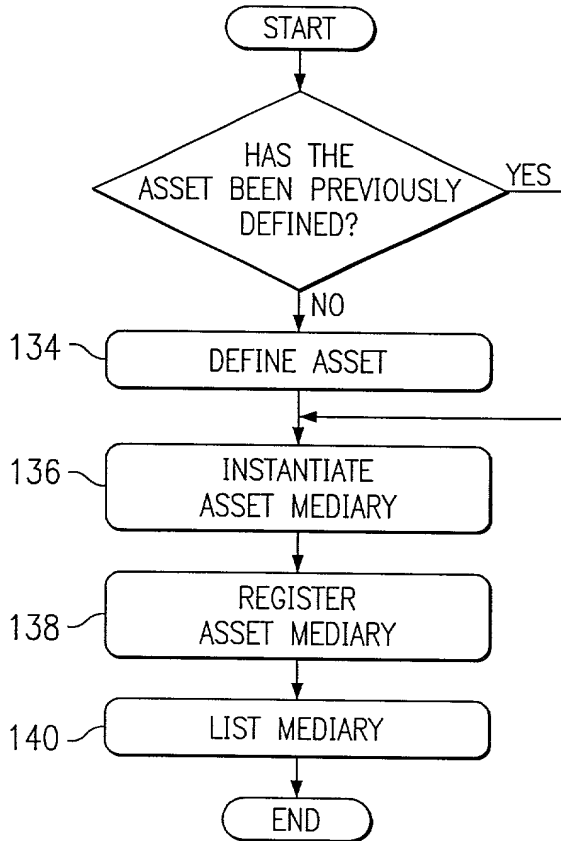 START
HAS THE
ASSET BEEN PREVIOUSLY
DEFINED?
YES
NO
134
DEFINE ASSET
136
INSTANTIATE
ASSET MEDIARY
138
REGISTER
ASSET MEDIARY
140
LIST MEDIARY
END